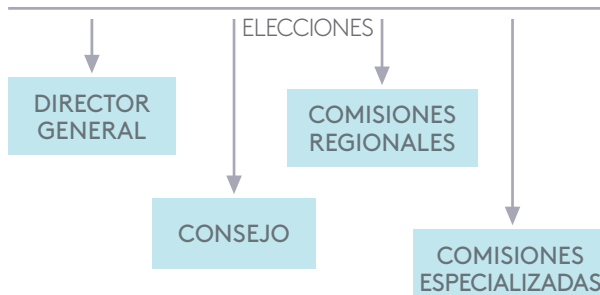 ELECCIONES
DIRECTOR
GENERAL
COMISIONES
REGIONALES
CONSEJO
COMISIONES
ESPECIALIZADAS